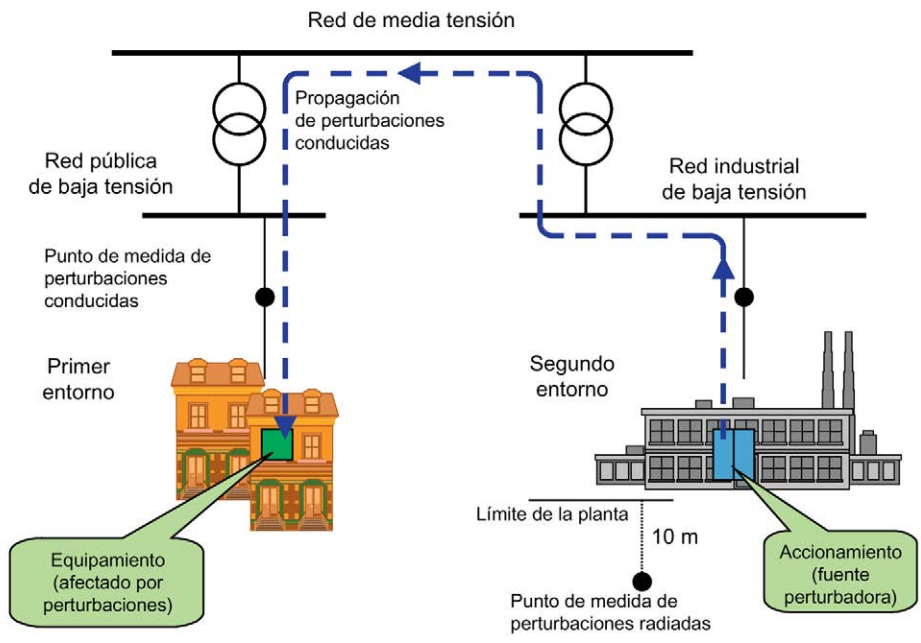 Red de media tensión
Propagación
de perturbaciones
conducidas
Red pública
de baja tensión
Red industrial
de baja tensión
Punto de medida de
perturbaciones
conducidas
Primer
entorno
Segundo
entorno
Límite de la planta
10 m
Equipamiento
(afectado por
perturbaciones)
Accionamiento
(fuente
perturbadora)
Punto de medida de
perturbaciones radiadas